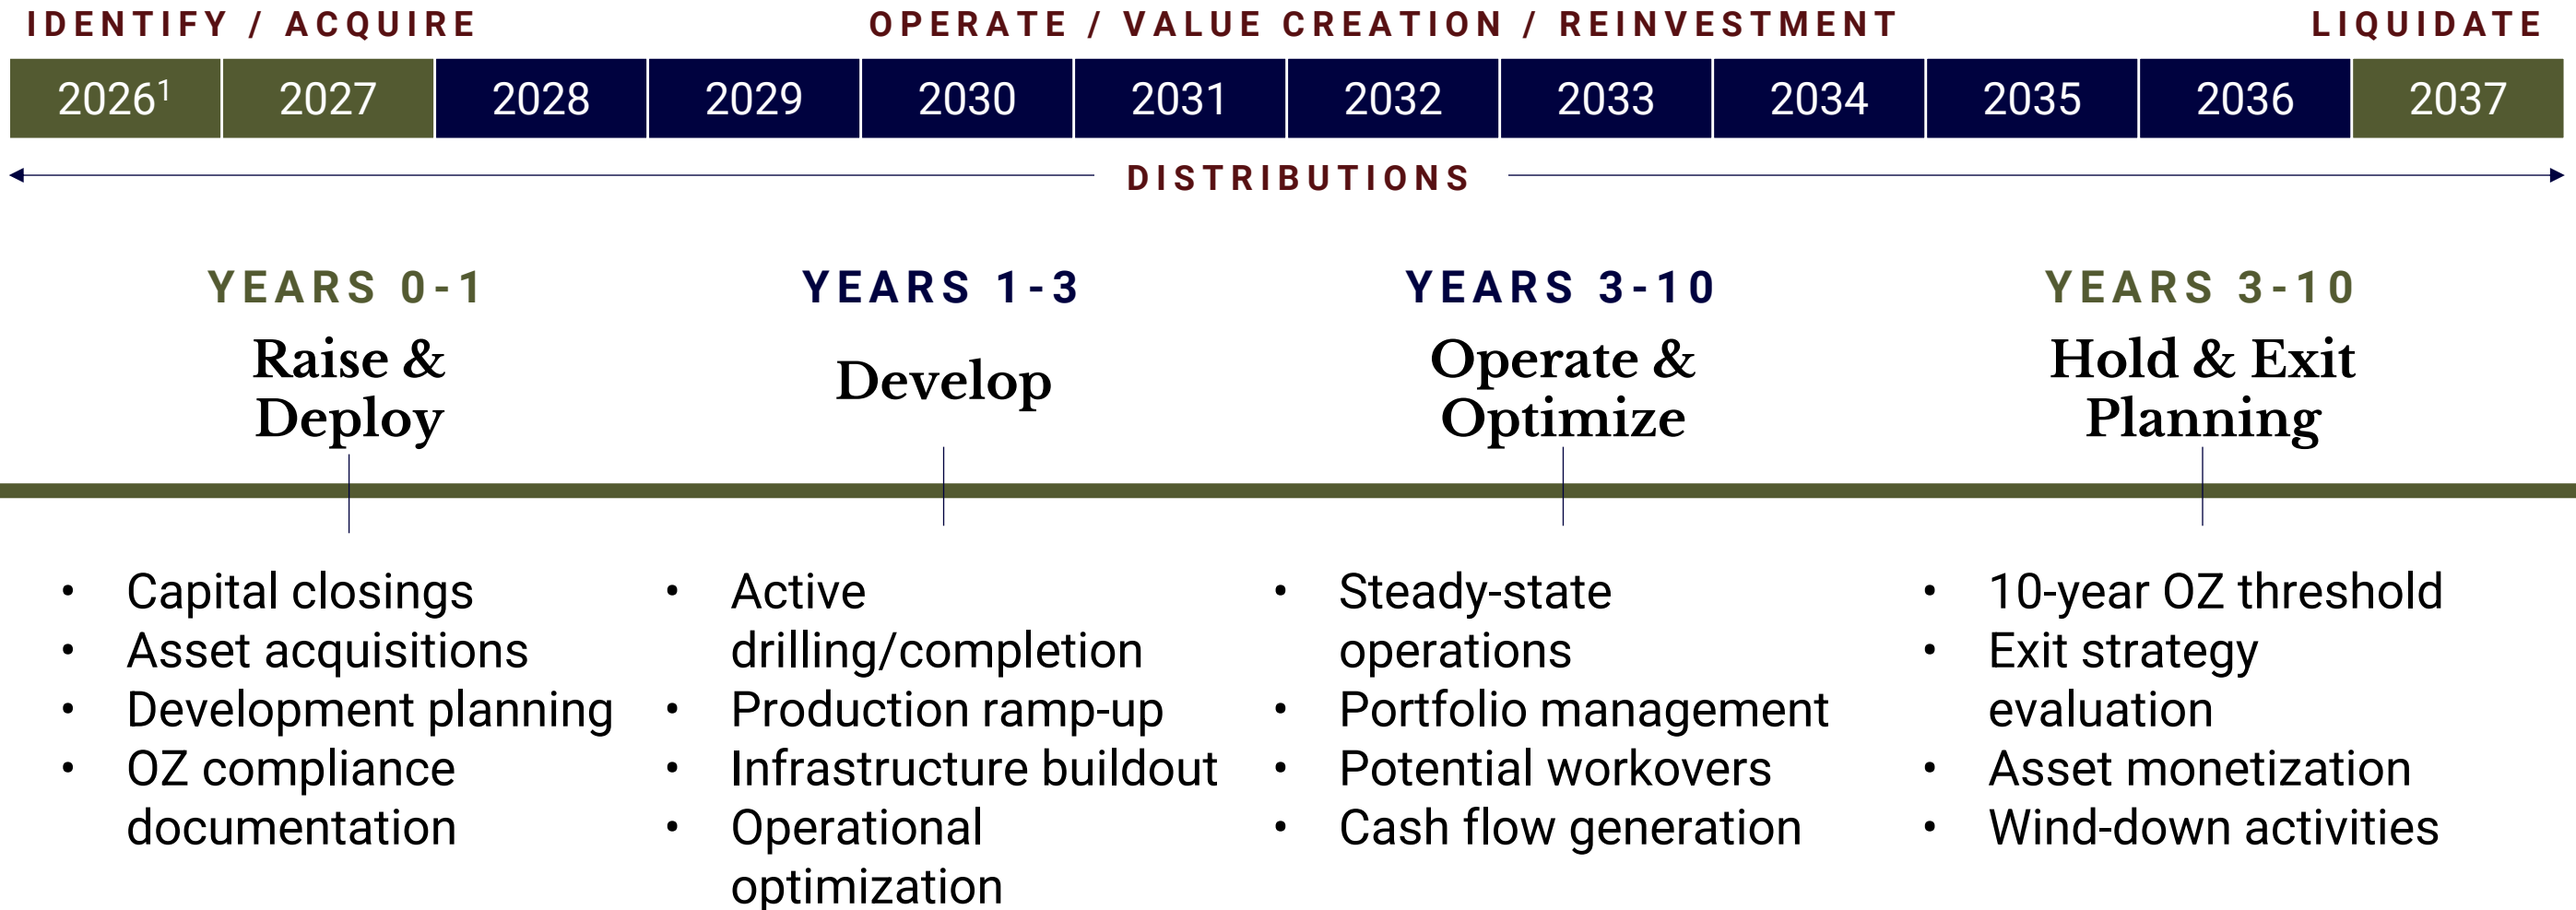 IDENTIFY / ACQUIRE
OPERATE / VALUE CREATION / REINVESTMENT
LIQUIDATE
2026¹ 2027 2028 2029 2030 2031 2032 2033 2034 2035 2036 2037
DISTRIBUTIONS
YEARS 0-1
Raise &
Deploy
• Capital closings
• Asset acquisitions
• Development planning
• OZ compliance
documentation
YEARS 1-3
Develop
• Active
drilling/completion
• Production ramp-up
• Infrastructure buildout
• Operational
optimization
YEARS 3-10
Operate &
Optimize
• Steady-state
operations
• Portfolio management
• Potential workovers
• Cash flow generation
YEARS 3-10
Hold & Exit
Planning
• 10-year OZ threshold
• Exit strategy
evaluation
• Asset monetization
• Wind-down activities